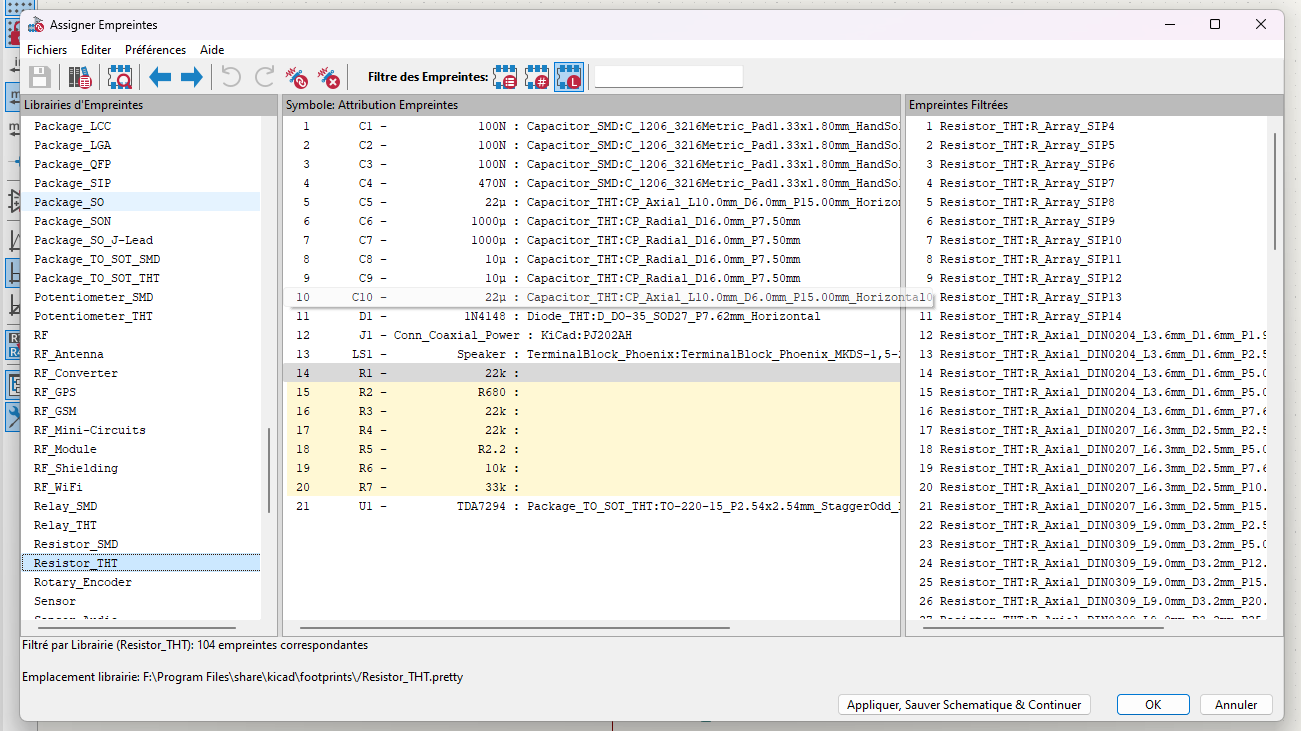 Assigner Empreintes
Fichiers Editer Préférences Aide
Filtre des Empreintes:
Librairies d'Empreintes
Package_LCC
Package_LGA
Package_QFP
Package_SIP
Package_SO
Package_SON
Package_SO_J-Lead
Package_TO_SOT_SMD
Package_TO_SOT_THT
Potentiometer_SMD
Potentiometer_THT
RF
RF_Antenna
RF_Converter
RF_GPS
RF_GSM
RF_Mini-Circuits
RF_Module
RF_Shielding
RF_WiFi
Relay_SMD
Relay_THT
Resistor_SMD
Resistor_THT
Rotary_Encoder
Sensor
Symbole: Attribution Empreintes
1 C1 - 100N : Capacitor_SMD:C_1206_3216Metric_Pad1.33x1.80mm_HandSol
2 C2 - 100N : Capacitor_SMD:C_1206_3216Metric_Pad1.33x1.80mm_HandSol
3 C3 - 100N : Capacitor_SMD:C_1206_3216Metric_Pad1.33x1.80mm_HandSol
4 C4 - 470N : Capacitor_SMD:C_1206_3216Metric_Pad1.33x1.80mm_HandSol
5 C5 - 22µ : Capacitor_THT:CP_Axial_L10.0mm_D6.0mm_P15.00mm_Horizon
6 C6 - 1000µ : Capacitor_THT:CP_Radial_D16.0mm_P7.50mm
7 C7 - 1000µ : Capacitor_THT:CP_Radial_D16.0mm_P7.50mm
8 C8 - 10µ : Capacitor_THT:CP_Radial_D16.0mm_P7.50mm
9 C9 - 10µ : Capacitor_THT:CP_Radial_D16.0mm_P7.50mm
10 C10 - 22µ : Capacitor_THT:CP_Axial_L10.0mm_D6.0mm_P15.00mm_Horizontal
11 D1 - 1N4148 : Diode_THT:D_DO-35_SOD27_P7.62mm_Horizontal
12 J1 - Conn_Coaxial_Power : KiCad:PJ202AH
13 LS1 - Speaker : TerminalBlock_Phoenix:TerminalBlock_Phoenix_MKDS-1,5-2
14 R1 - 22k :
15 R2 - R680 :
16 R3 - 22k :
17 R4 - 22k :
18 R5 - R2.2 :
19 R6 - 10k :
20 R7 - 33k :
21 U1 - TDA7294 : Package_TO_SOT_THT:TO-220-15_P2.54x2.54mm_StaggerOdd_
Empreintes Filtrées
1 Resistor_THT:R_Array_SIP4
2 Resistor_THT:R_Array_SIP5
3 Resistor_THT:R_Array_SIP6
4 Resistor_THT:R_Array_SIP7
5 Resistor_THT:R_Array_SIP8
6 Resistor_THT:R_Array_SIP9
7 Resistor_THT:R_Array_SIP10
8 Resistor_THT:R_Array_SIP11
9 Resistor_THT:R_Array_SIP12
10 Resistor_THT:R_Array_SIP13
11 Resistor_THT:R_Array_SIP14
12 Resistor_THT:R_Axial_DIN0204_L3.6mm_D1.6mm_P1.9
13 Resistor_THT:R_Axial_DIN0204_L3.6mm_D1.6mm_P2.5
14 Resistor_THT:R_Axial_DIN0204_L3.6mm_D1.6mm_P5.0
15 Resistor_THT:R_Axial_DIN0204_L3.6mm_D1.6mm_P5.0
16 Resistor_THT:R_Axial_DIN0204_L3.6mm_D1.6mm_P7.6
17 Resistor_THT:R_Axial_DIN0207_L6.3mm_D2.5mm_P2.5
18 Resistor_THT:R_Axial_DIN0207_L6.3mm_D2.5mm_P5.0
19 Resistor_THT:R_Axial_DIN0207_L6.3mm_D2.5mm_P7.6
20 Resistor_THT:R_Axial_DIN0207_L6.3mm_D2.5mm_P10.
21 Resistor_THT:R_Axial_DIN0207_L6.3mm_D2.5mm_P15.
22 Resistor_THT:R_Axial_DIN0309_L9.0mm_D3.2mm_P2.5
23 Resistor_THT:R_Axial_DIN0309_L9.0mm_D3.2mm_P5.0
24 Resistor_THT:R_Axial_DIN0309_L9.0mm_D3.2mm_P12.
25 Resistor_THT:R_Axial_DIN0309_L9.0mm_D3.2mm_P15.
26 Resistor_THT:R_Axial_DIN0309_L9.0mm_D3.2mm_P20.
Filtré par Librairie (Resistor_THT): 104 empreintes correspondantes
Emplacement librairie: F:\Program Files\share\kicad\footprints\/Resistor_THT.pretty
Appliquer, Sauver Schematique & Continuer OK Annuler